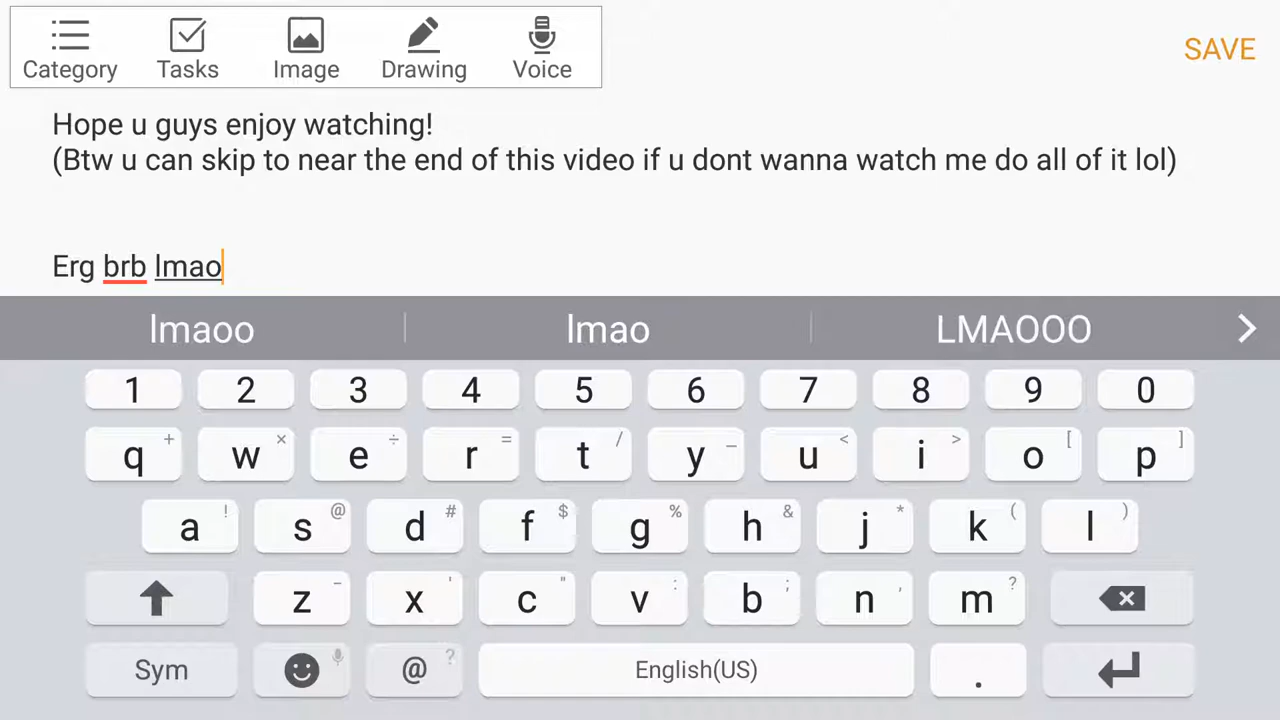 Category Tasks Image Drawing Voice
SAVE
Hope u guys enjoy watching!
(Btw u can skip to near the end of this video if u dont wanna watch me do all of it lol)
Erg brb lmao
lmaoo lmao LMAOOO
1 2 3 4 5 6 7 8 9 0
q + w × e ÷ r = t / y _ u < i > o [ p ]
a ! s @ d # f $ g % h & j * k ( l )
z - x ' c " v : b ; n , m ?
Sym @ ? English(US) .